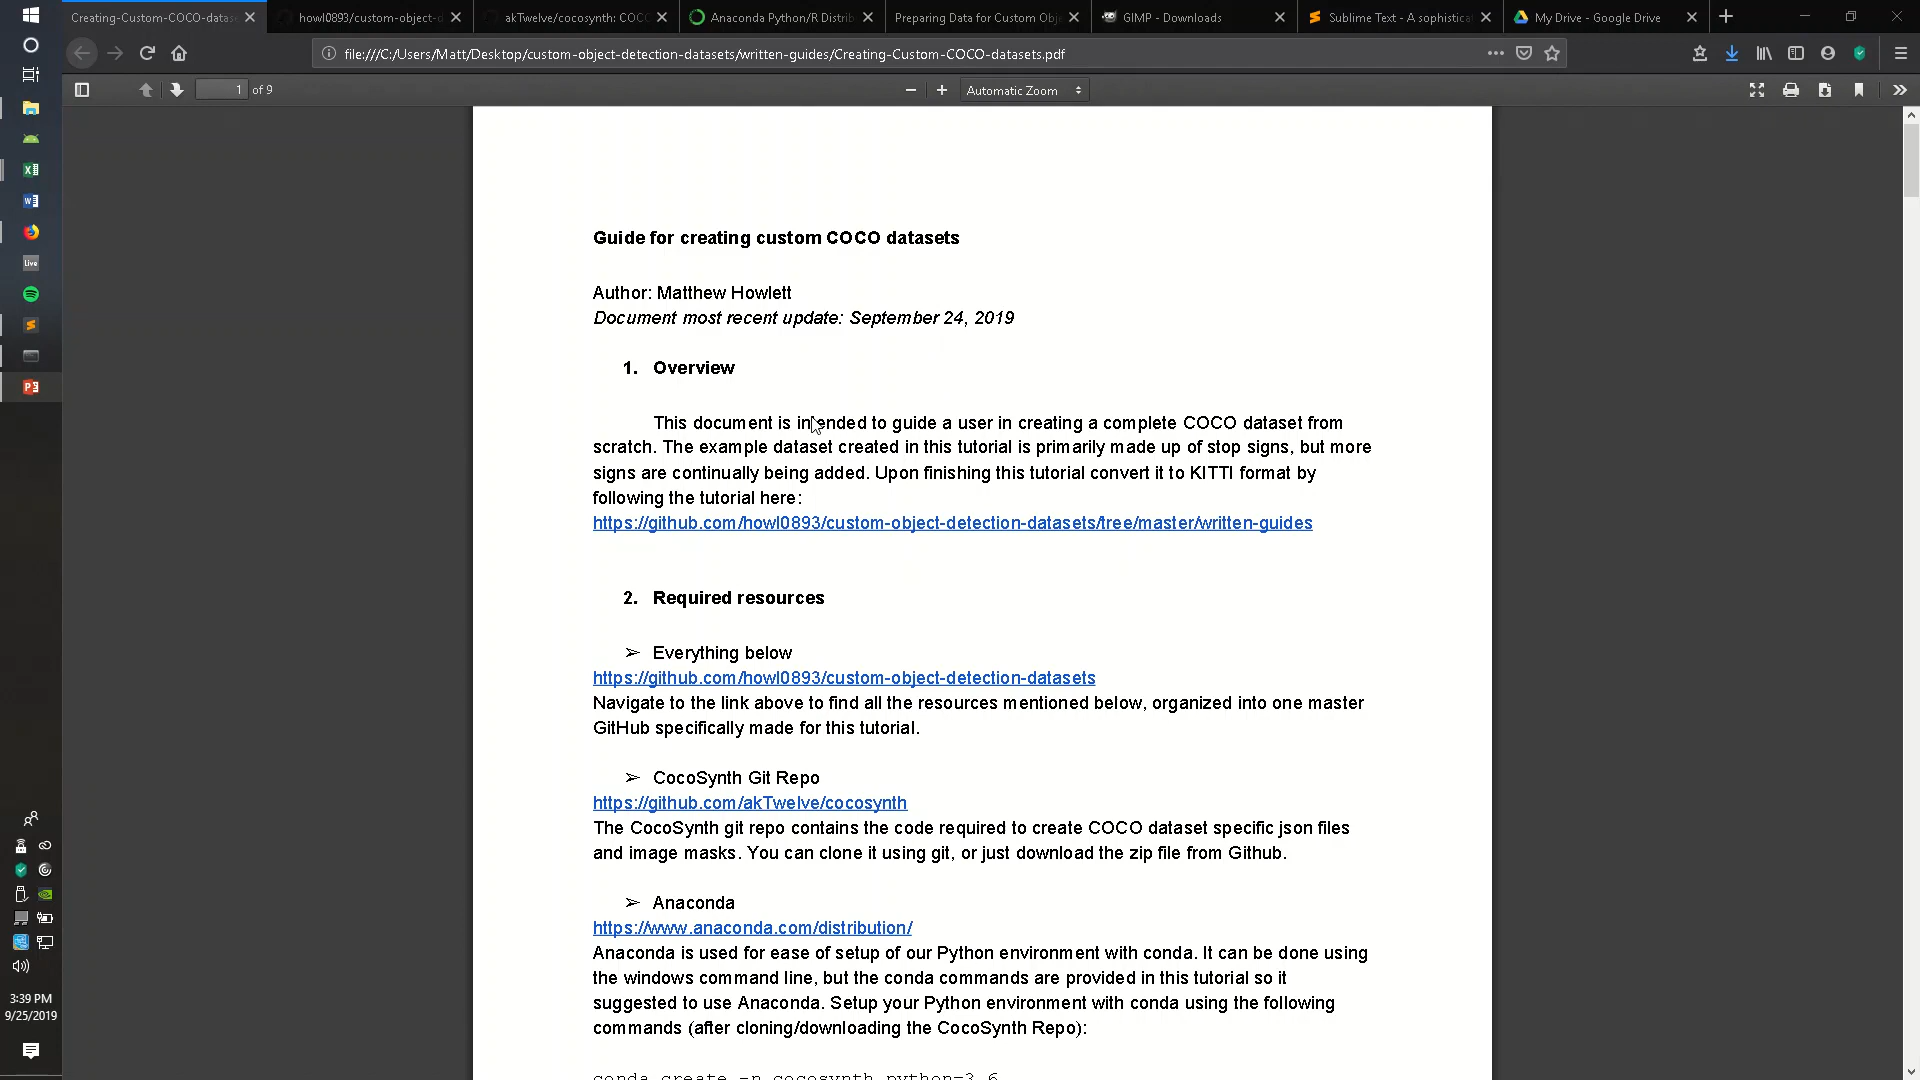 Creating-Custom-COCO-datase
howl0893/custom-object-d
akTwelve/cocosynth: COCO
Anaconda Python/R Distrib
Preparing Data for Custom Obj
GIMP - Downloads
Sublime Text - A sophistica
My Drive - Google Drive
file:///C:/Users/Matt/Desktop/custom-object-detection-datasets/written-guides/Creating-Custom-COCO-datasets.pdf
1 of 9
Automatic Zoom
Guide for creating custom COCO datasets
Author: Matthew Howlett
Document most recent update: September 24, 2019
1. Overview
This document is intended to guide a user in creating a complete COCO dataset from
scratch. The example dataset created in this tutorial is primarily made up of stop signs, but more
signs are continually being added. Upon finishing this tutorial convert it to KITTI format by
following the tutorial here:
https://github.com/howl0893/custom-object-detection-datasets/tree/master/written-guides
2. Required resources
➢ Everything below
https://github.com/howl0893/custom-object-detection-datasets
Navigate to the link above to find all the resources mentioned below, organized into one master
GitHub specifically made for this tutorial.
➢ CocoSynth Git Repo
https://github.com/akTwelve/cocosynth
The CocoSynth git repo contains the code required to create COCO dataset specific json files
and image masks. You can clone it using git, or just download the zip file from Github.
➢ Anaconda
https://www.anaconda.com/distribution/
Anaconda is used for ease of setup of our Python environment with conda. It can be done using
the windows command line, but the conda commands are provided in this tutorial so it
suggested to use Anaconda. Setup your Python environment with conda using the following
commands (after cloning/downloading the CocoSynth Repo):
conda create -n cocosynth python=3.6
Live
3:39 PM
9/25/2019